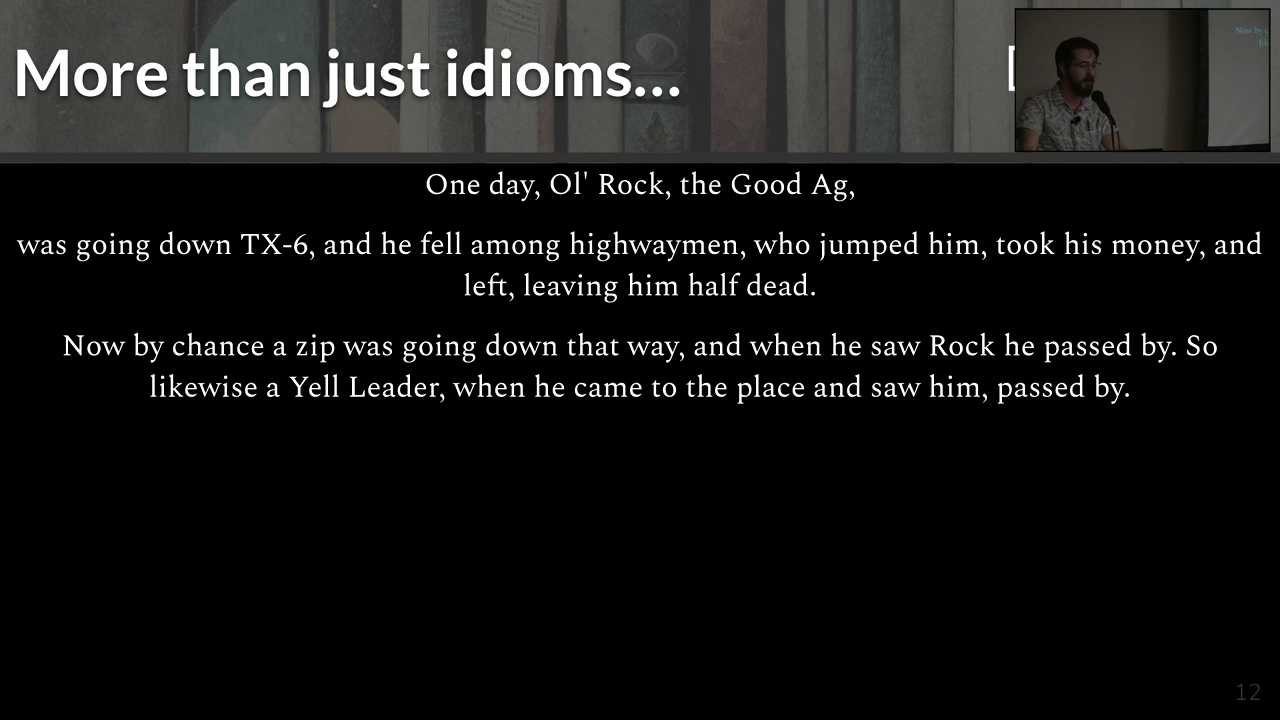 More than just idioms...
One day, Ol' Rock, the Good Ag,
was going down TX-6, and he fell among highwaymen, who jumped him, took his money, and
left, leaving him half dead.
Now by chance a zip was going down that way, and when he saw Rock he passed by. So
likewise a Yell Leader, when he came to the place and saw him, passed by.
12